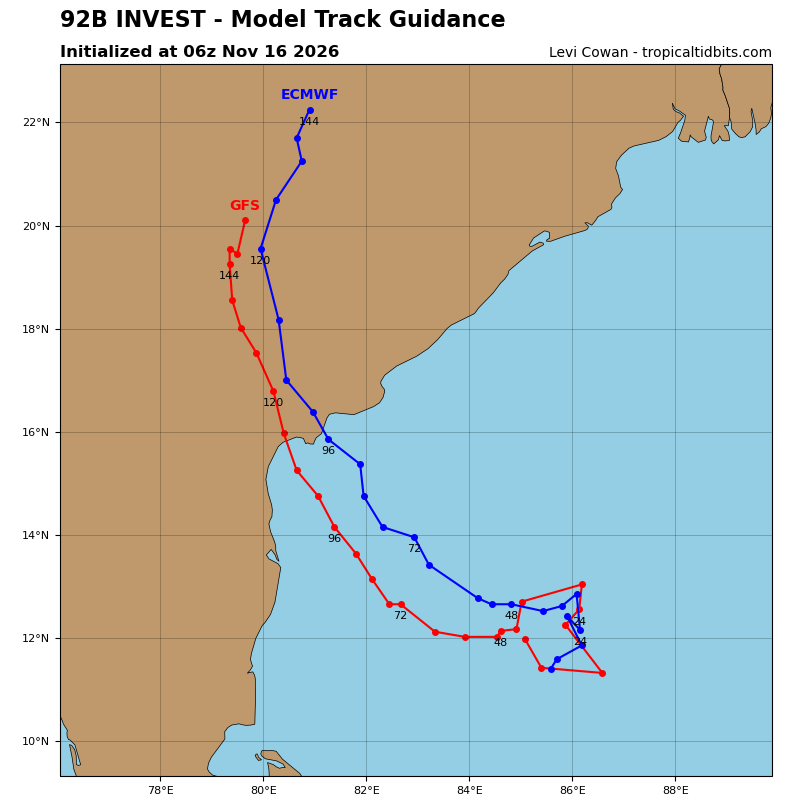 92B INVEST - Model Track Guidance
Initialized at 06z Nov 16 2026
Levi Cowan - tropicaltidbits.com
ECMWF
144
22°N
GFS
20°N
120
144
18°N
120
16°N
96
14°N
96
72
72
48
24
12°N
48
24
10°N
78°E
80°E
82°E
84°E
86°E
88°E